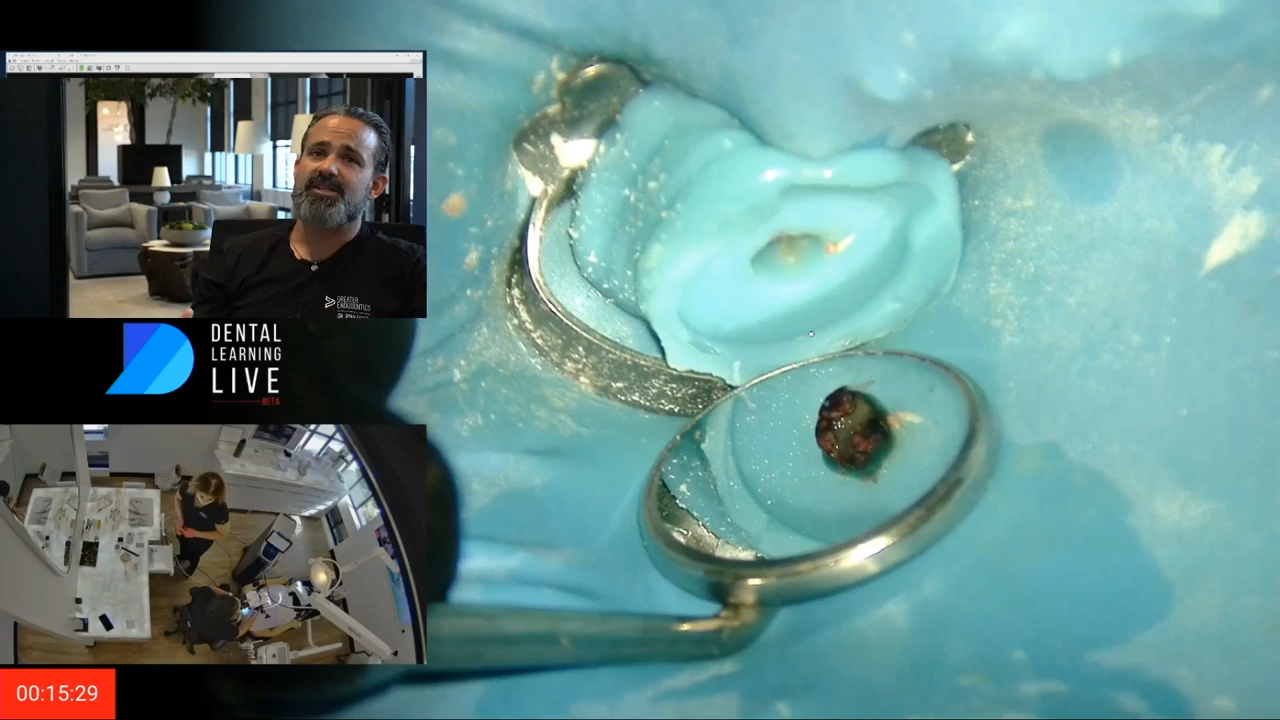 GREATER
ENDODONTICS
DENTAL
LEARNING
LIVE
BETA
00:15:29